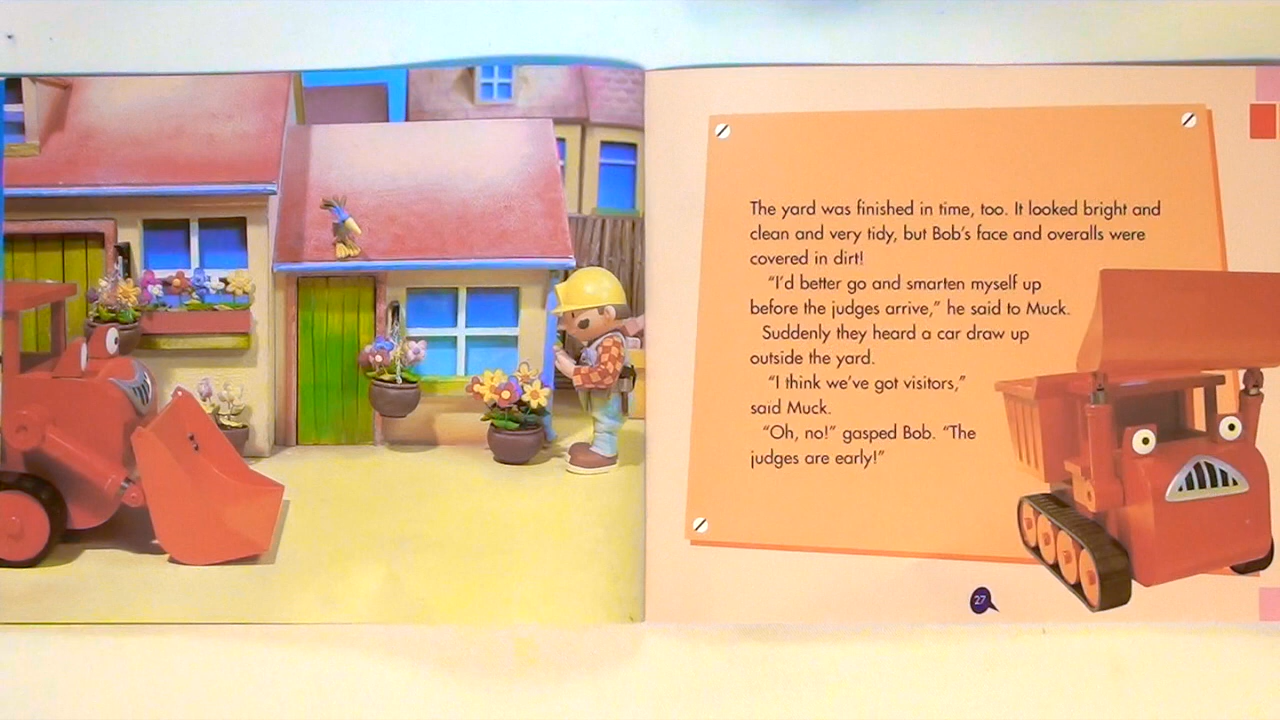 The yard was finished in time, too. It looked bright and
clean and very tidy, but Bob's face and overalls were
covered in dirt!
"I'd better go and smarten myself up
before the judges arrive," he said to Muck.
Suddenly they heard a car draw up
outside the yard.
"I think we've got visitors,"
said Muck.
"Oh, no!" gasped Bob. "The
judges are early!"
27